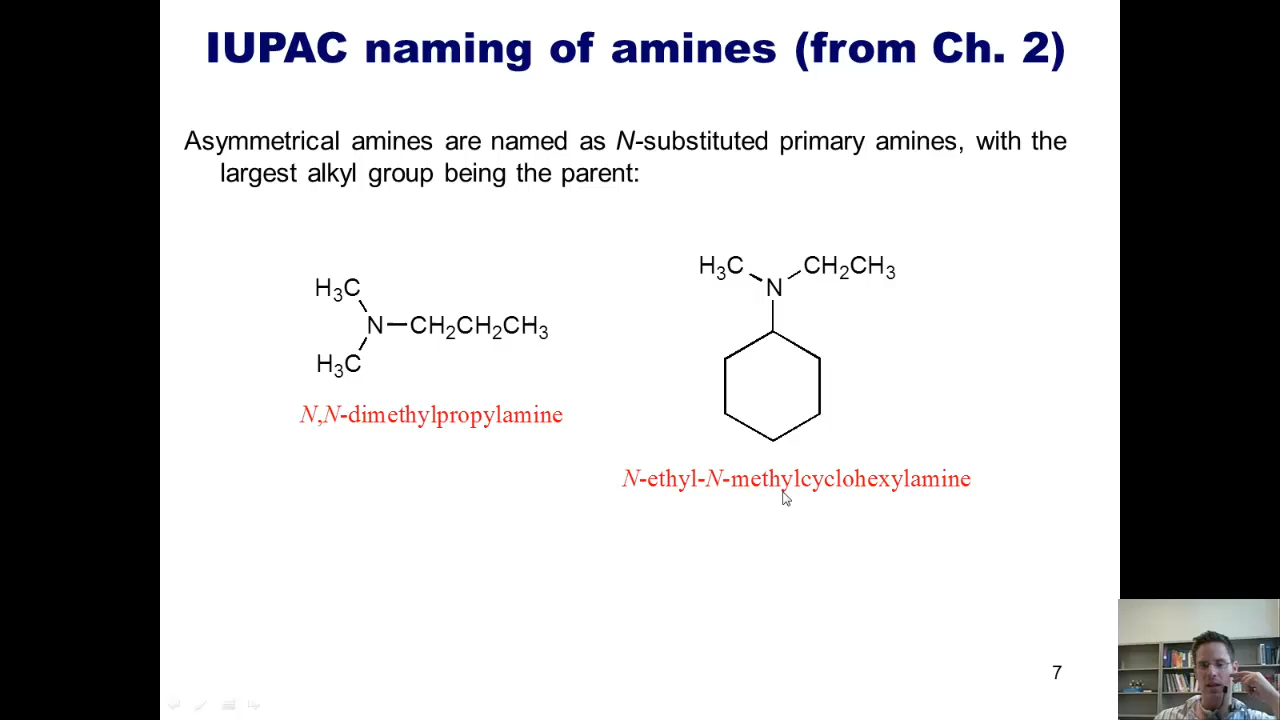 IUPAC naming of amines (from Ch. 2)
Asymmetrical amines are named as N-substituted primary amines, with the
largest alkyl group being the parent:
H₃C
N—CH₂CH₂CH₃
H₃C
N,N-dimethylpropylamine
H₃C CH₂CH₃
N
N-ethyl-N-methylcyclohexylamine
7